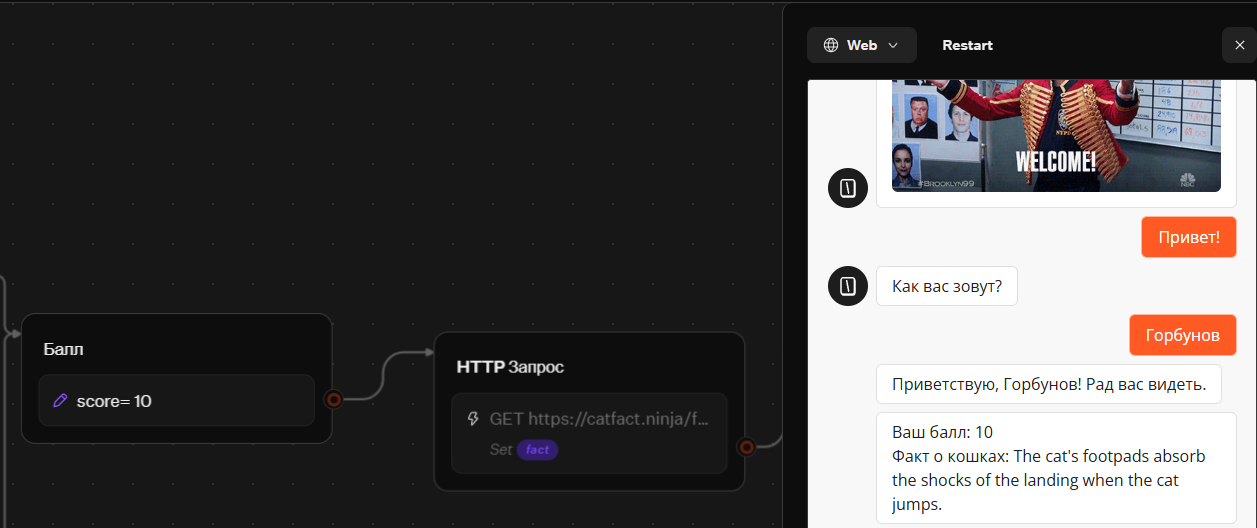 Балл
score= 10
HTTP Запрос
GET https://catfact.ninja/f...
Set fact
Web
Restart
WELCOME!
#BROOKLYN99
NBC
Привет!
Как вас зовут?
Горбунов
Приветствую, Горбунов! Рад вас видеть.
Ваш балл: 10
Факт о кошках: The cat's footpads absorb
the shocks of the landing when the cat
jumps.